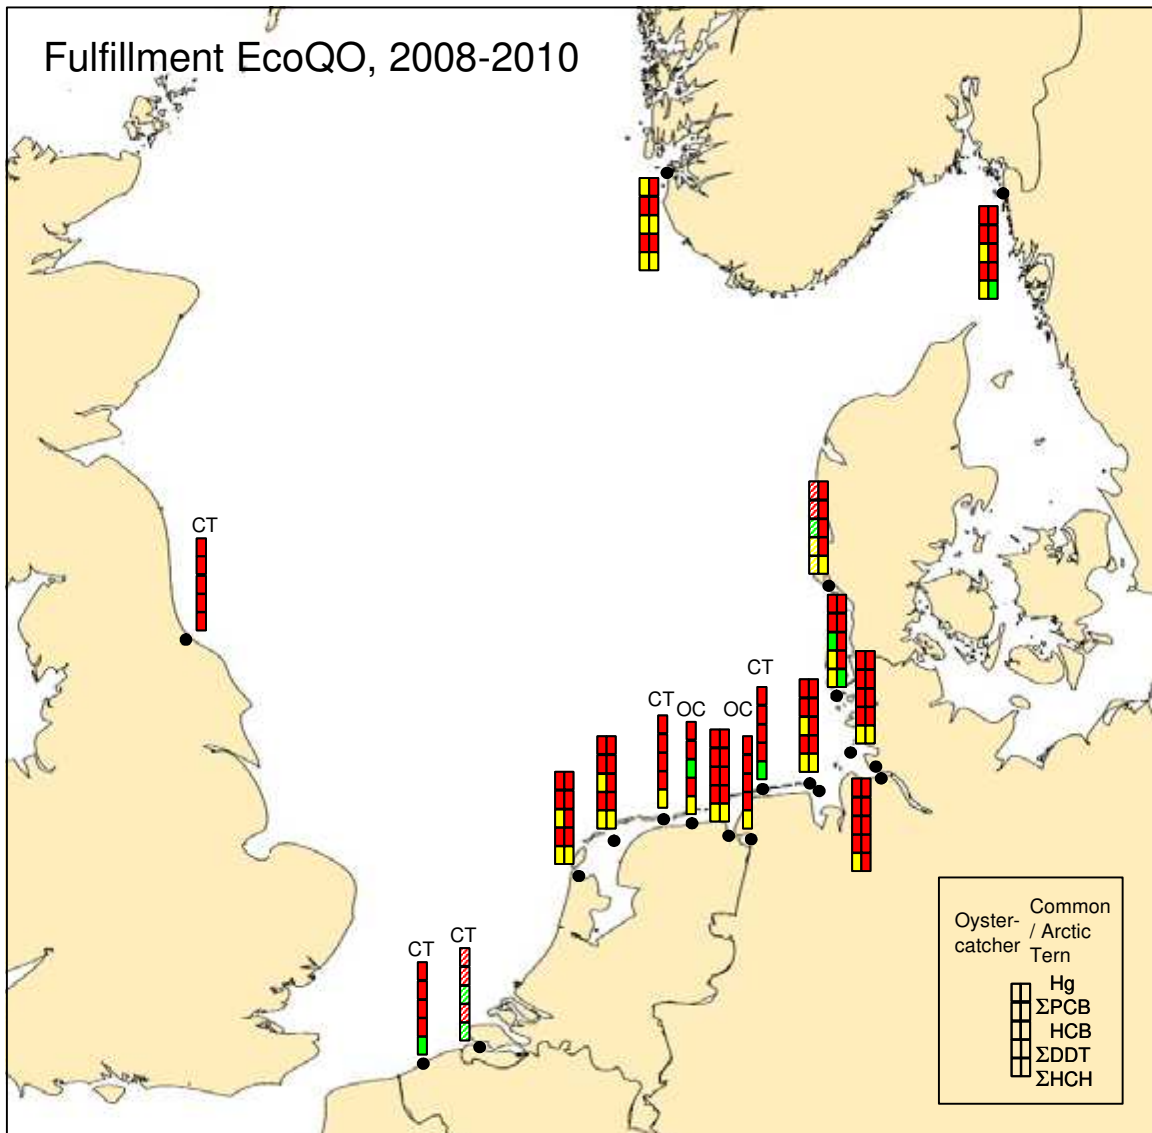 Fulfillment EcoQO, 2008-2010
CT
CT
CT
OC
OC
CT
CT
Oyster-
catcher
Common
/ Arctic
Tern
Hg
ΣPCB
HCB
ΣDDT
ΣHCH